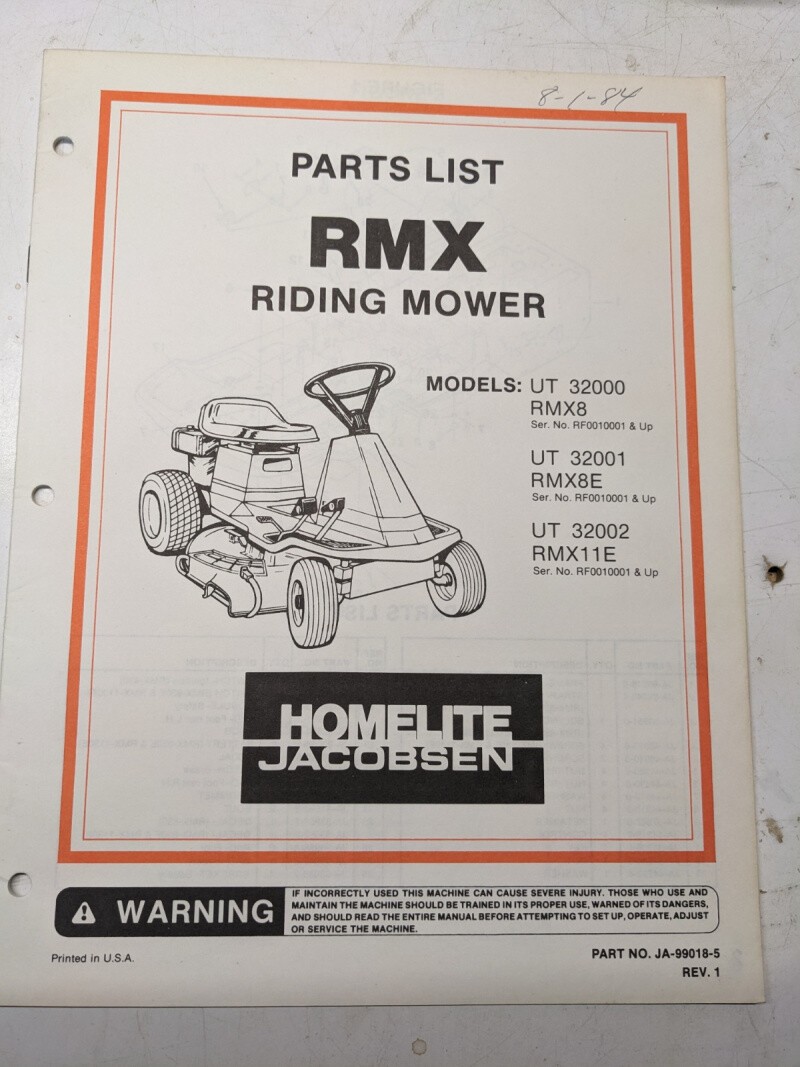 8-1-84
PARTS LIST
RMX
RIDING MOWER
MODELS: UT 32000
RMX8
Ser. No. RF0010001 & Up
UT 32001
RMX8E
Ser. No. RF0010001 & Up
UT 32002
RMX11E
Ser. No. RF0010001 & Up
HOMELITE
JACOBSEN
WARNING
IF INCORRECTLY USED THIS MACHINE CAN CAUSE SEVERE INJURY. THOSE WHO USE AND
MAINTAIN THE MACHINE SHOULD BE TRAINED IN ITS PROPER USE, WARNED OF ITS DANGERS,
AND SHOULD READ THE ENTIRE MANUAL BEFORE ATTEMPTING TO SET UP, OPERATE, ADJUST
OR SERVICE THE MACHINE.
Printed in U.S.A.
PART NO. JA-99018-5
REV. 1